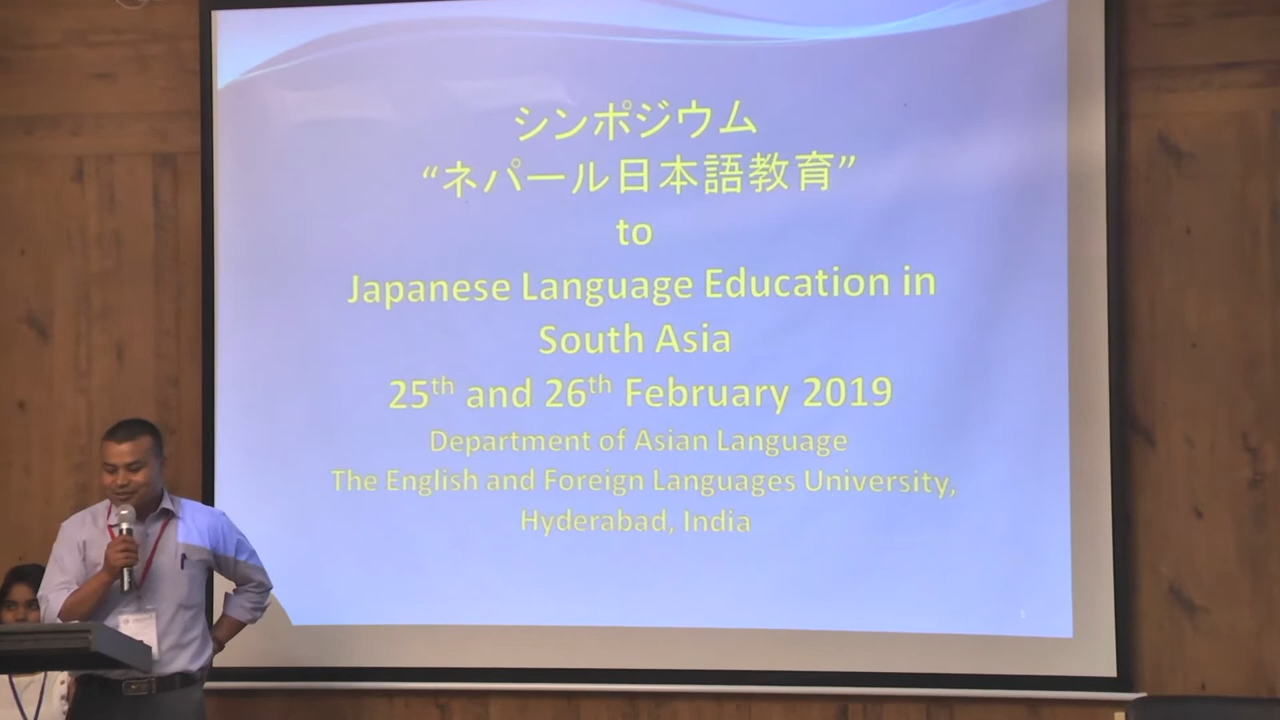 シンポジウム
“ネパール日本語教育”
to
Japanese Language Education in
South Asia
25th and 26th February 2019
Department of Asian Language
The English and Foreign Languages University,
Hyderabad, India
1